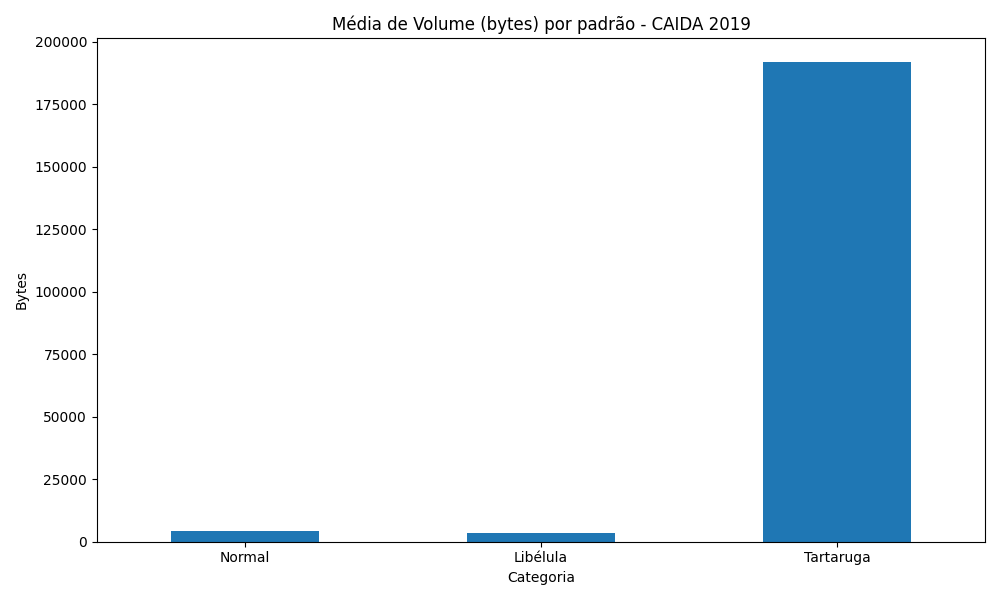 Média de Volume (bytes) por padrão - CAIDA 2019
200000
175000
150000
125000
100000
75000
50000
25000
0
Bytes
Normal
Libélula
Tartaruga
Categoria